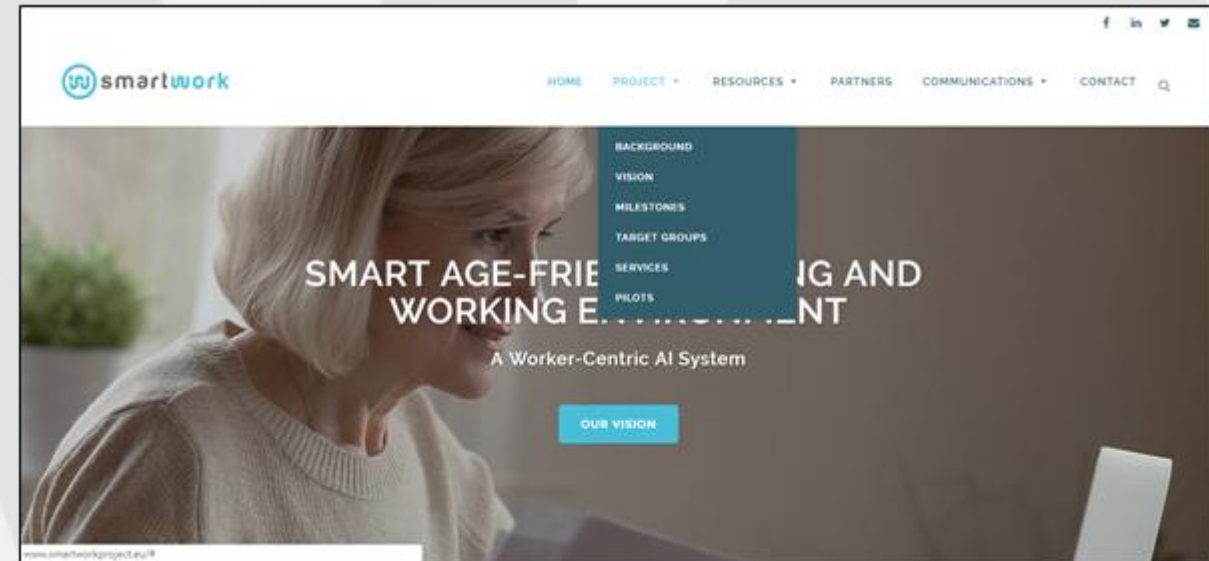 smartwork
HOME PROJECT RESOURCES PARTNERS COMMUNICATIONS CONTACT
BACKGROUND
VISION
MILESTONES
TARGET GROUPS
SERVICES
PILOTS
SMART AGE-FRIE NG AND
WORKING E NT
A Worker-Centric AI System
OUR VISION
www.smartworkproject.eu/#